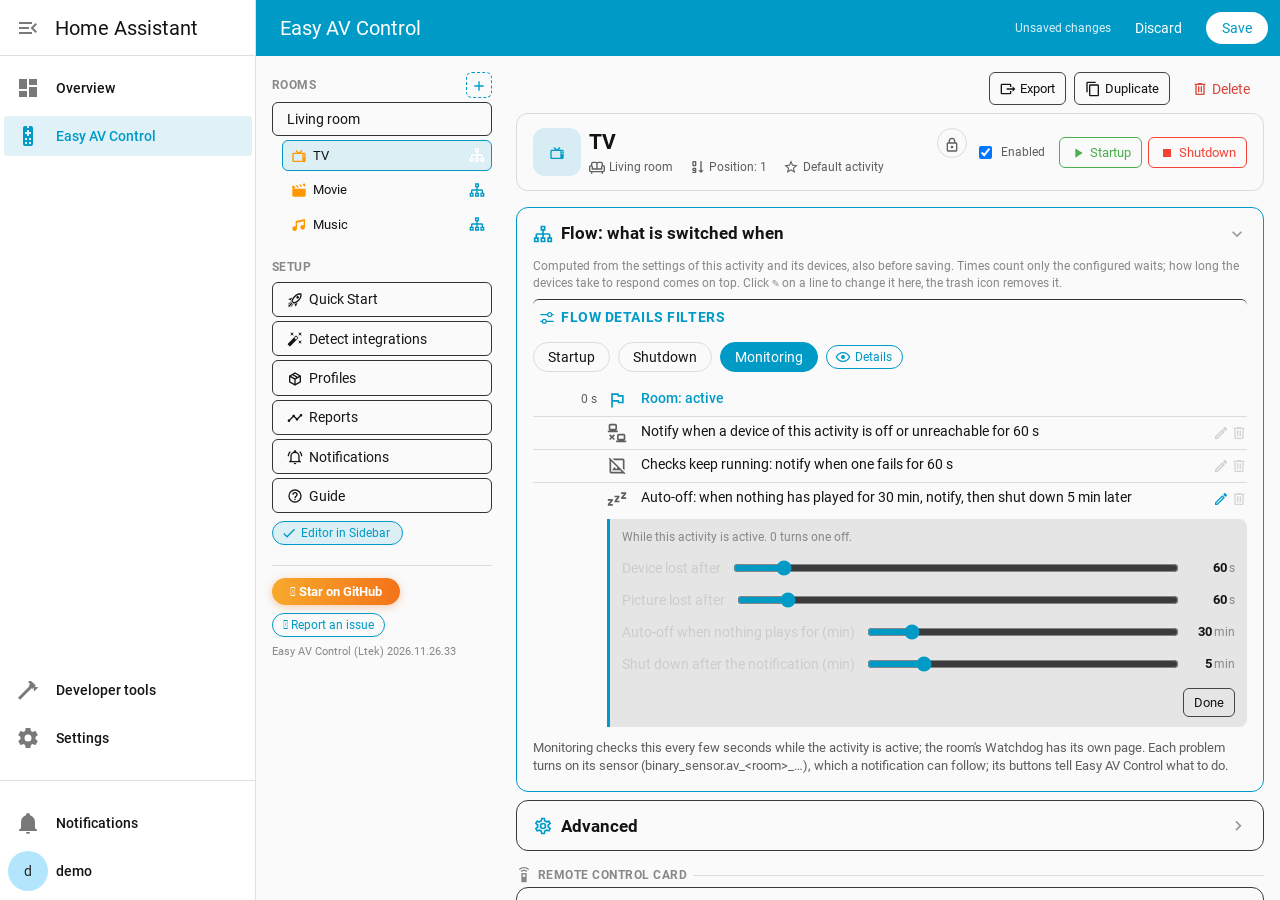 Home Assistant
Easy AV Control
Unsaved changes
Discard
Save
Overview
Easy AV Control
Developer tools
Settings
Notifications
d
demo
ROOMS
+
Living room
TV
Movie
Music
SETUP
Quick Start
Detect integrations
Profiles
Reports
Notifications
Guide
Editor in Sidebar
Star on GitHub
Report an issue
Easy AV Control (Ltek) 2026.11.26.33
Export
Duplicate
Delete
TV
Living room
Position: 1
Default activity
Enabled
Startup
Shutdown
Flow: what is switched when
Computed from the settings of this activity and its devices, also before saving. Times count only the configured waits; how long the
devices take to respond comes on top. Click ✎ on a line to change it here, the trash icon removes it.
FLOW DETAILS FILTERS
Startup
Shutdown
Monitoring
Details
0 s
Room: active
Notify when a device of this activity is off or unreachable for 60 s
Checks keep running: notify when one fails for 60 s
Auto-off: when nothing has played for 30 min, notify, then shut down 5 min later
While this activity is active. 0 turns one off.
Device lost after
60 s
Picture lost after
60 s
Auto-off when nothing plays for (min)
30 min
Shut down after the notification (min)
5 min
Done
Monitoring checks this every few seconds while the activity is active; the room's Watchdog has its own page. Each problem
turns on its sensor (binary_sensor.av_<room>_…), which a notification can follow; its buttons tell Easy AV Control what to do.
Advanced
REMOTE CONTROL CARD